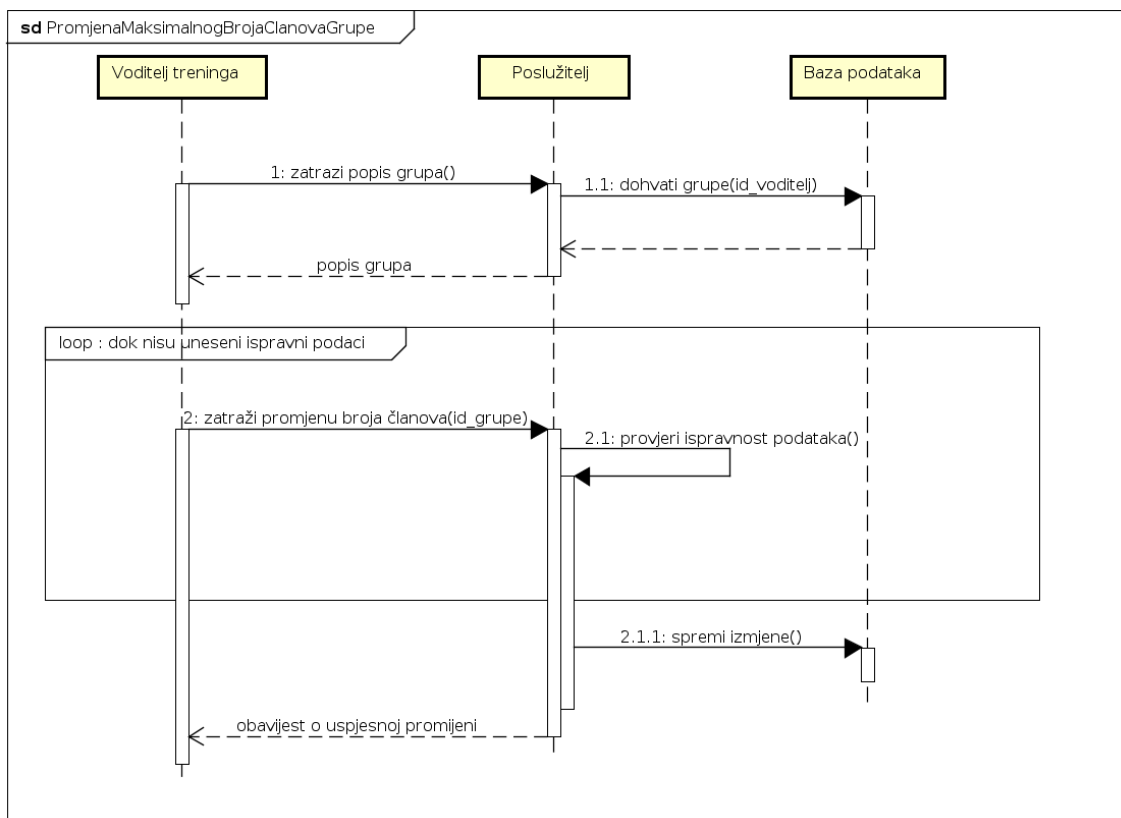 sd PromjenaMaksimalnogBrojaClanovaGrupe
Voditelj treninga
Poslužitelj
Baza podataka
1: zatrazi popis grupa()
1.1: dohvati grupe(id_voditelj)
popis grupa
loop : dok nisu uneseni ispravni podaci
2: zatraži promjenu broja članova(id_grupe)
2.1: provjeri ispravnost podataka()
2.1.1: spremi izmjene()
obavijest o uspjesnoj promijeni